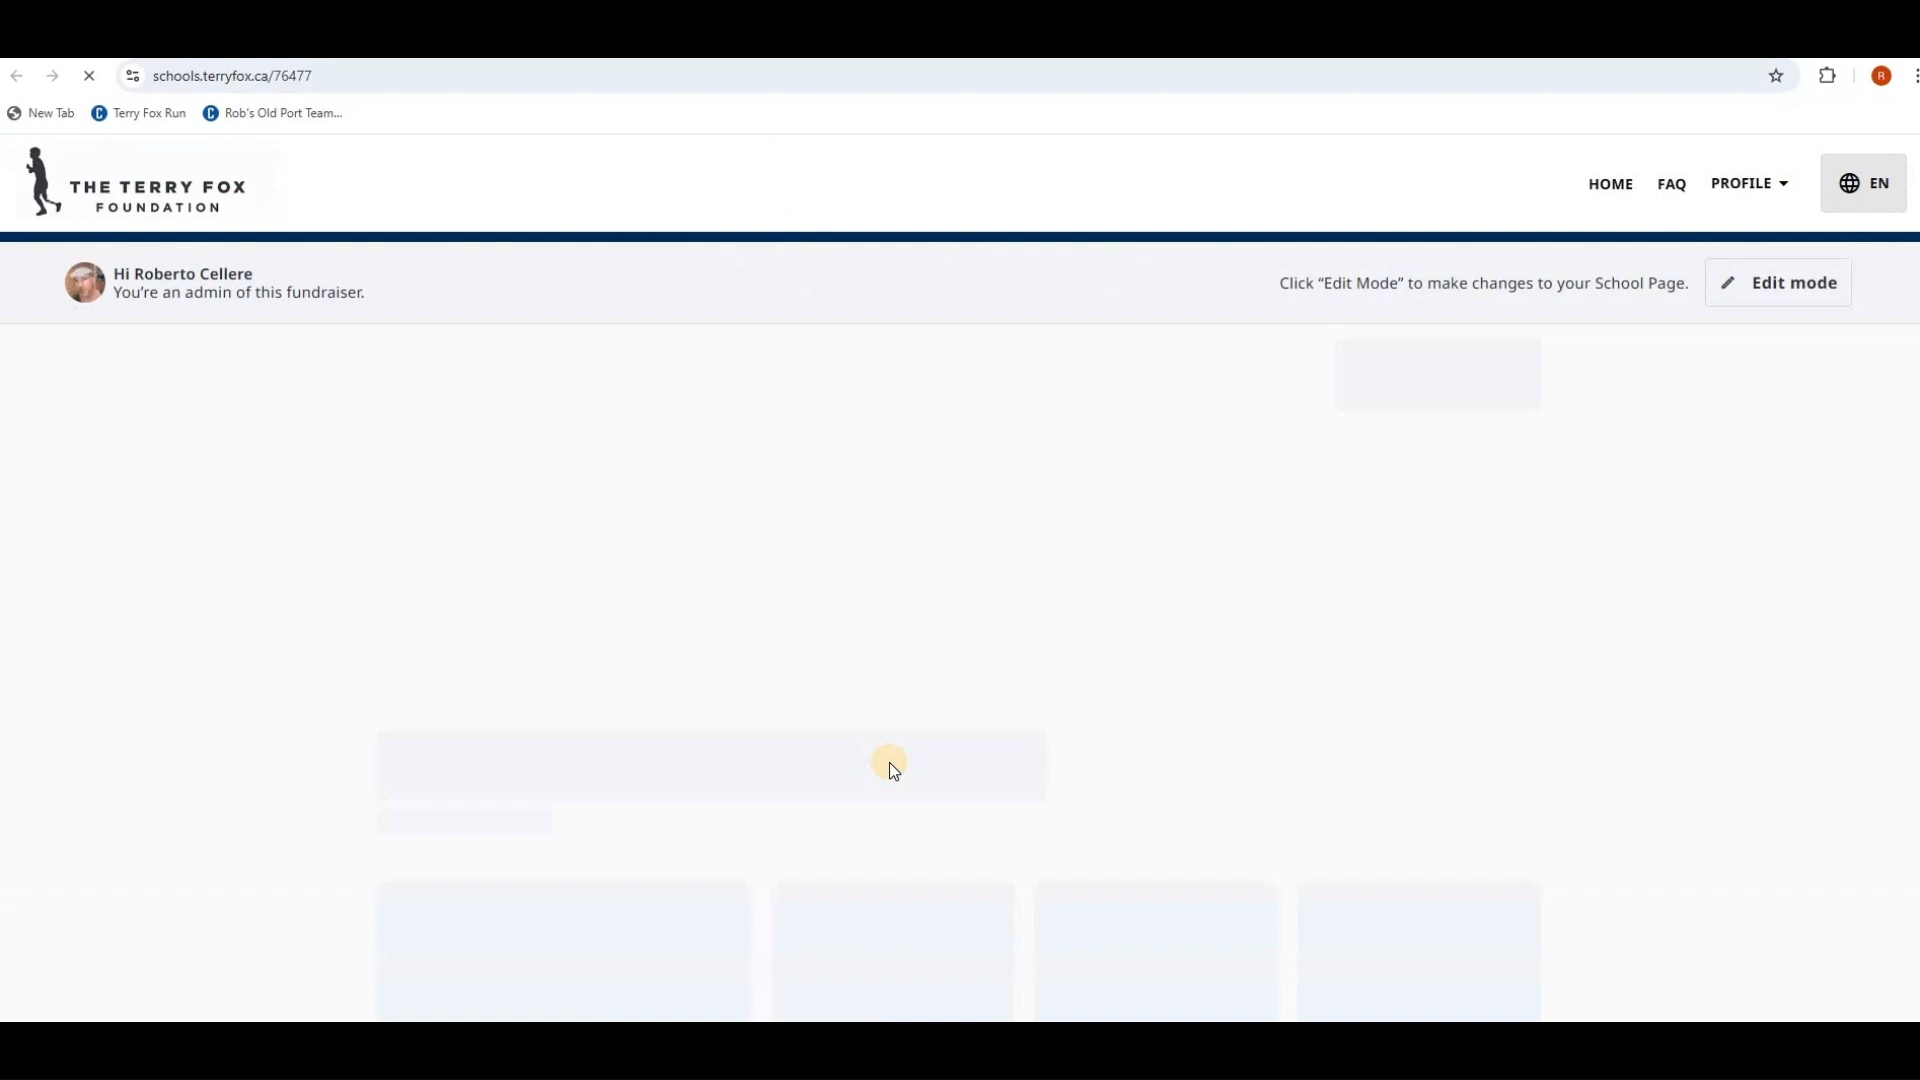 schools.terryfox.ca/76477
R
New Tab
Terry Fox Run
Rob's Old Port Team...
THE TERRY FOX
FOUNDATION
HOME
FAQ
PROFILE
EN
Hi Roberto Cellere
You're an admin of this fundraiser.
Click “Edit Mode” to make changes to your School Page.
Edit mode